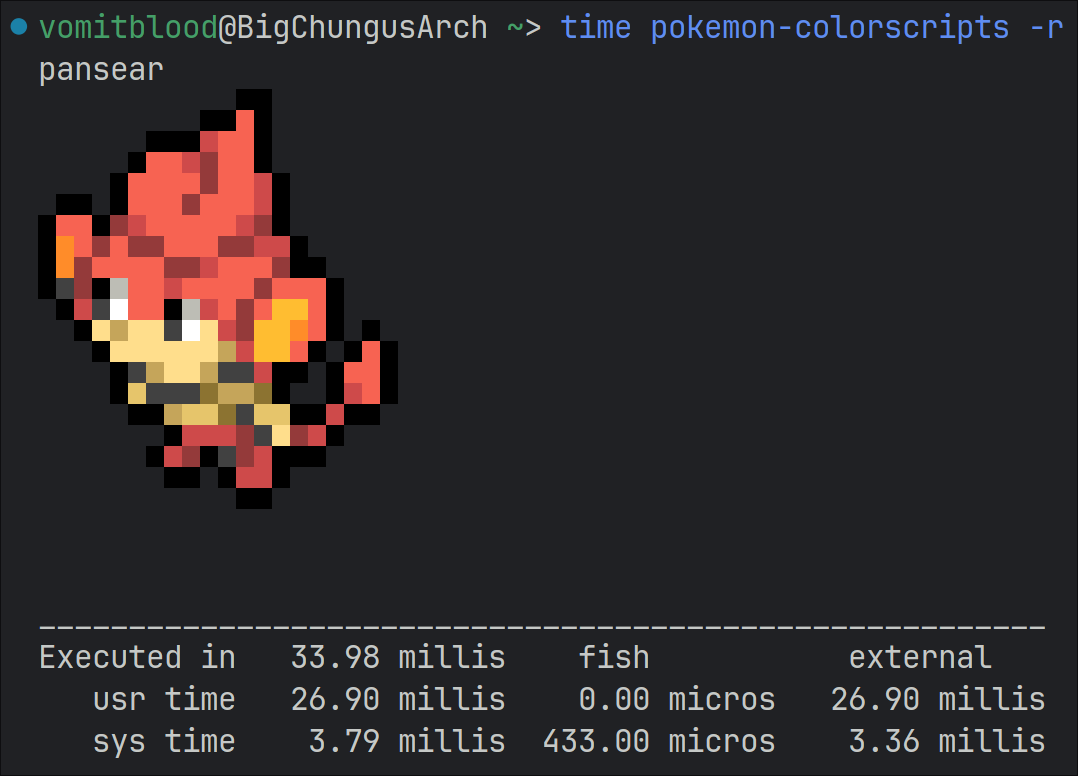 vomitblood@BigChungusArch ~> time pokemon-colorscripts -r
pansear
________________________________________________________
Executed in   33.98 millis    fish           external
   usr time   26.90 millis    0.00 micros   26.90 millis
   sys time    3.79 millis  433.00 micros    3.36 millis